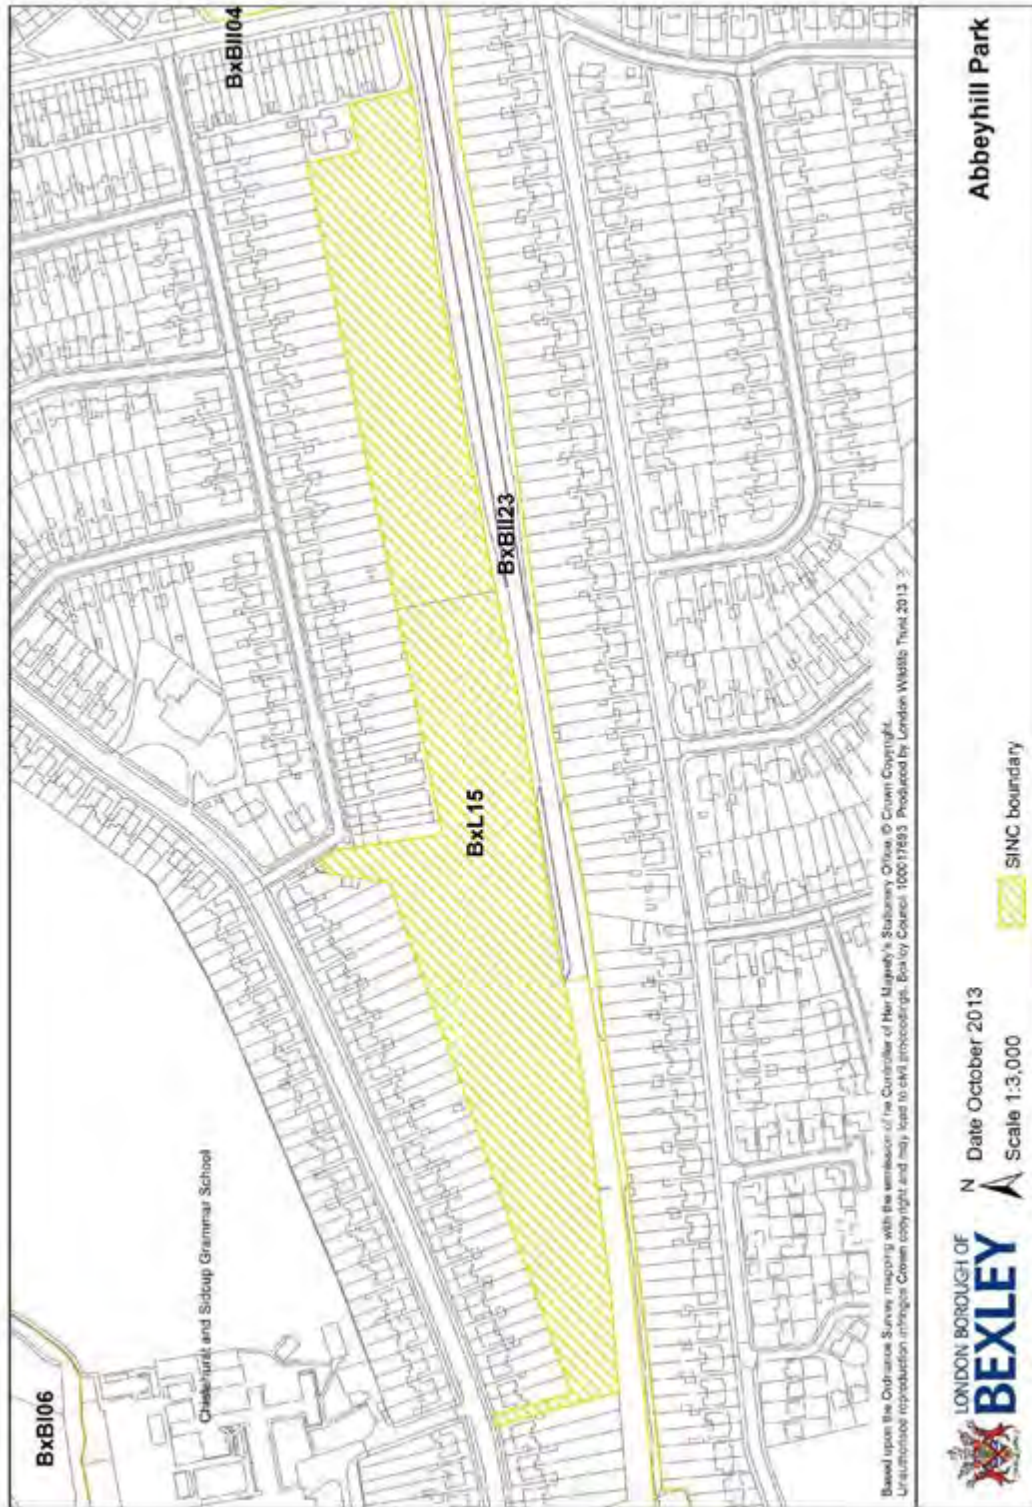 BxBI06
BxBII04
Chislehurst and Sidcup Grammar School
BxL15
BxBII23
Based upon the Ordnance Survey mapping with the permission of the Controller of Her Majesty's Stationery Office. © Crown Copyright.
Unauthorised reproduction infringes Crown copyright and may lead to civil proceedings. Bexley Council 100017693 Produced by London Wildlife Trust 2013
LONDON BOROUGH OF
BEXLEY
N
Date October 2013
Scale 1:3,000
SINC boundary
Abbeyhill Park